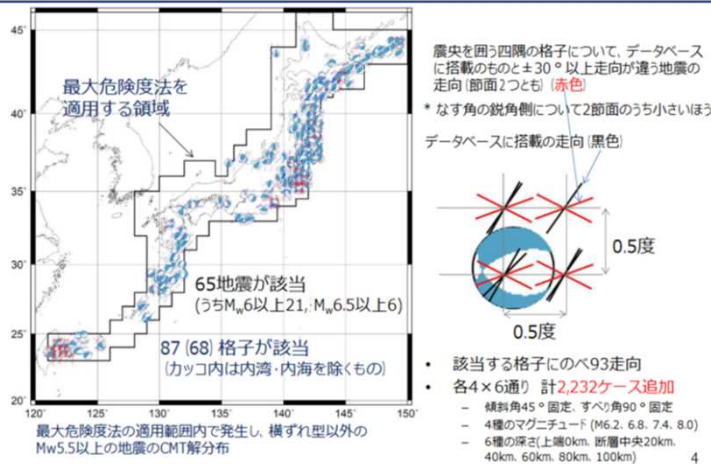 45°
40°
35°
30°
25°
20°
120°
125°
130°
135°
140°
145°
150°
最大危険度法を
適用する領域
65地震が該当
(うちMw6以上21, Mw6.5以上6)
87 (68) 格子が該当
(カッコ内は内湾・内海を除くもの)
最大危険度法の適用範囲内で発生し、横ずれ型以外の
Mw5.5以上の地震のCMT解分布
震央を囲う四隅の格子について、データベース
に搭載のものと±30°以上走向が違う地震の
走向(節面2つとも) (赤色)
* なす角の鋭角側について2節面のうち小さいほう
データベースに搭載の走向(黒色)
0.5度
0.5度
• 該当する格子にのべ93走向
• 各4×6通り 計2,232ケース追加
– 傾斜角45°固定、すべり角90°固定
– 4種のマグニチュード(M6.2、6.8、7.4、8.0)
– 6種の深さ(上端0km、断層中央20km、
40km、60km、80km、100km)
4